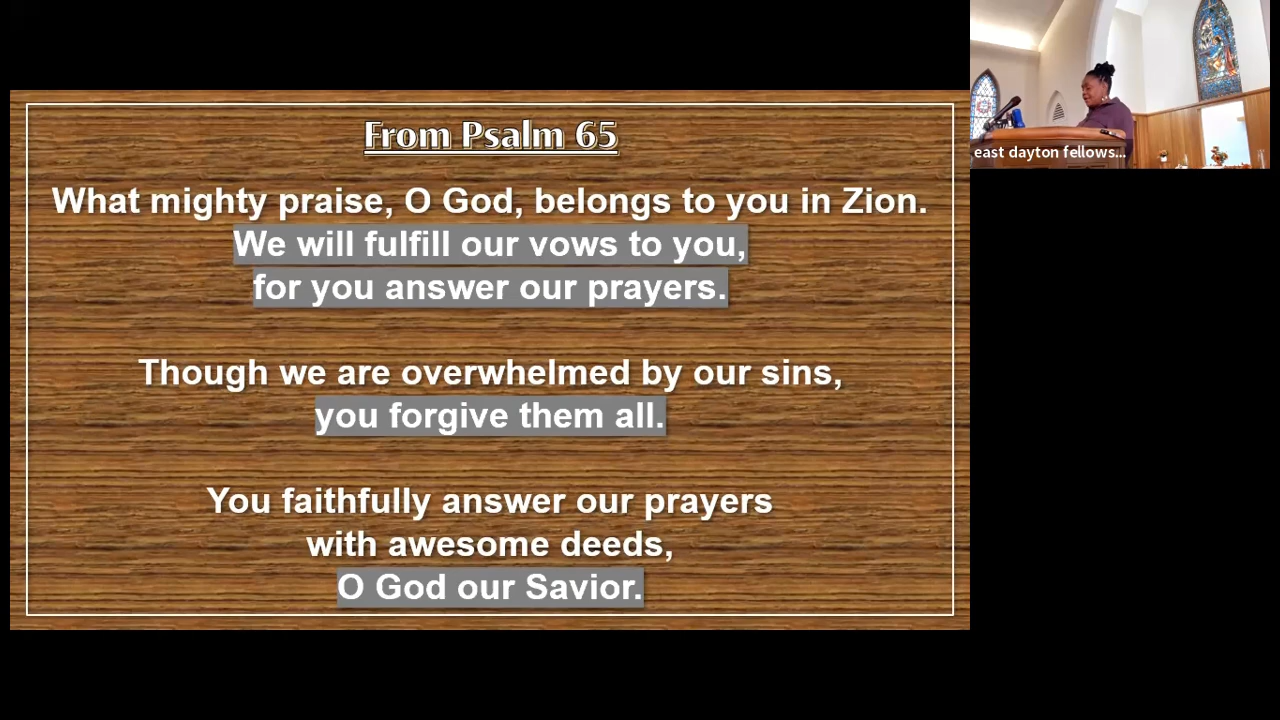 From Psalm 65
What mighty praise, O God, belongs to you in Zion.
We will fulfill our vows to you,
for you answer our prayers.
Though we are overwhelmed by our sins,
you forgive them all.
You faithfully answer our prayers
with awesome deeds,
O God our Savior.
east dayton fellows...